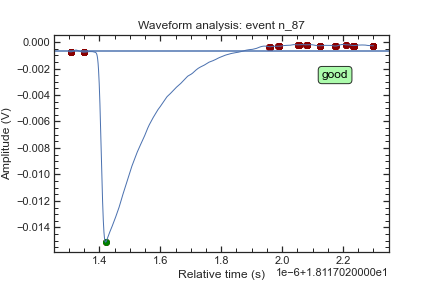 Waveform analysis: event n_87
0.000
−0.002
−0.004
−0.006
−0.008
−0.010
−0.012
−0.014
Amplitude (V)
good
1.4
1.6
1.8
2.0
2.2
Relative time (s)
1e−6+1.8117020000e1